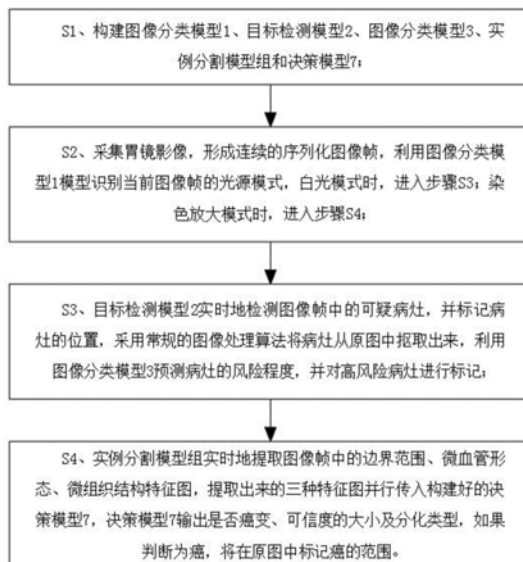 S1、构建图像分类模型1、目标检测模型2、图像分类模型3、实
例分割模型组和决策模型7；
S2、采集胃镜影像，形成连续的序列化图像帧，利用图像分类模
型1模型识别当前图像帧的光源模式，白光模式时，进入步骤S3；染
色放大模式时，进入步骤S4；
S3、目标检测模型2实时地检测图像帧中的可疑病灶，并标记病
灶的位置，采用常规的图像处理算法将病灶从原图中抠取出来，利用
图像分类模型3预测病灶的风险程度，并对高风险病灶进行标记；
S4、实例分割模型组实时地提取图像帧中的边界范围、微血管形
态、微组织结构特征图，提取出来的三种特征图并行传入构建好的决
策模型7，决策模型7输出是否癌变、可信度的大小及分化类型，如果
判断为癌，将在原图中标记癌的范围。